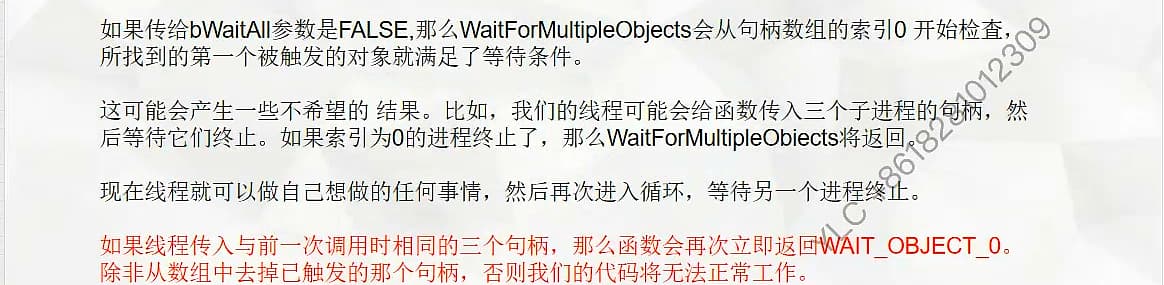 如果传给bWaitAll参数是FALSE,那么WaitForMultipleObjects会从句柄数组的索引0 开始检查，
所找到的第一个被触发的对象就满足了等待条件。
这可能会产生一些不希望的 结果。比如，我们的线程可能会给函数传入三个子进程的句柄，然
后等待它们终止。如果索引为0的进程终止了，那么WaitForMultipleObiects将返回。
现在线程就可以做自己想做的任何事情，然后再次进入循环，等待另一个进程终止。
如果线程传入与前一次调用时相同的三个句柄，那么函数会再次立即返回WAIT_OBJECT_0。
除非从数组中去掉已触发的那个句柄，否则我们的代码将无法正常工作。